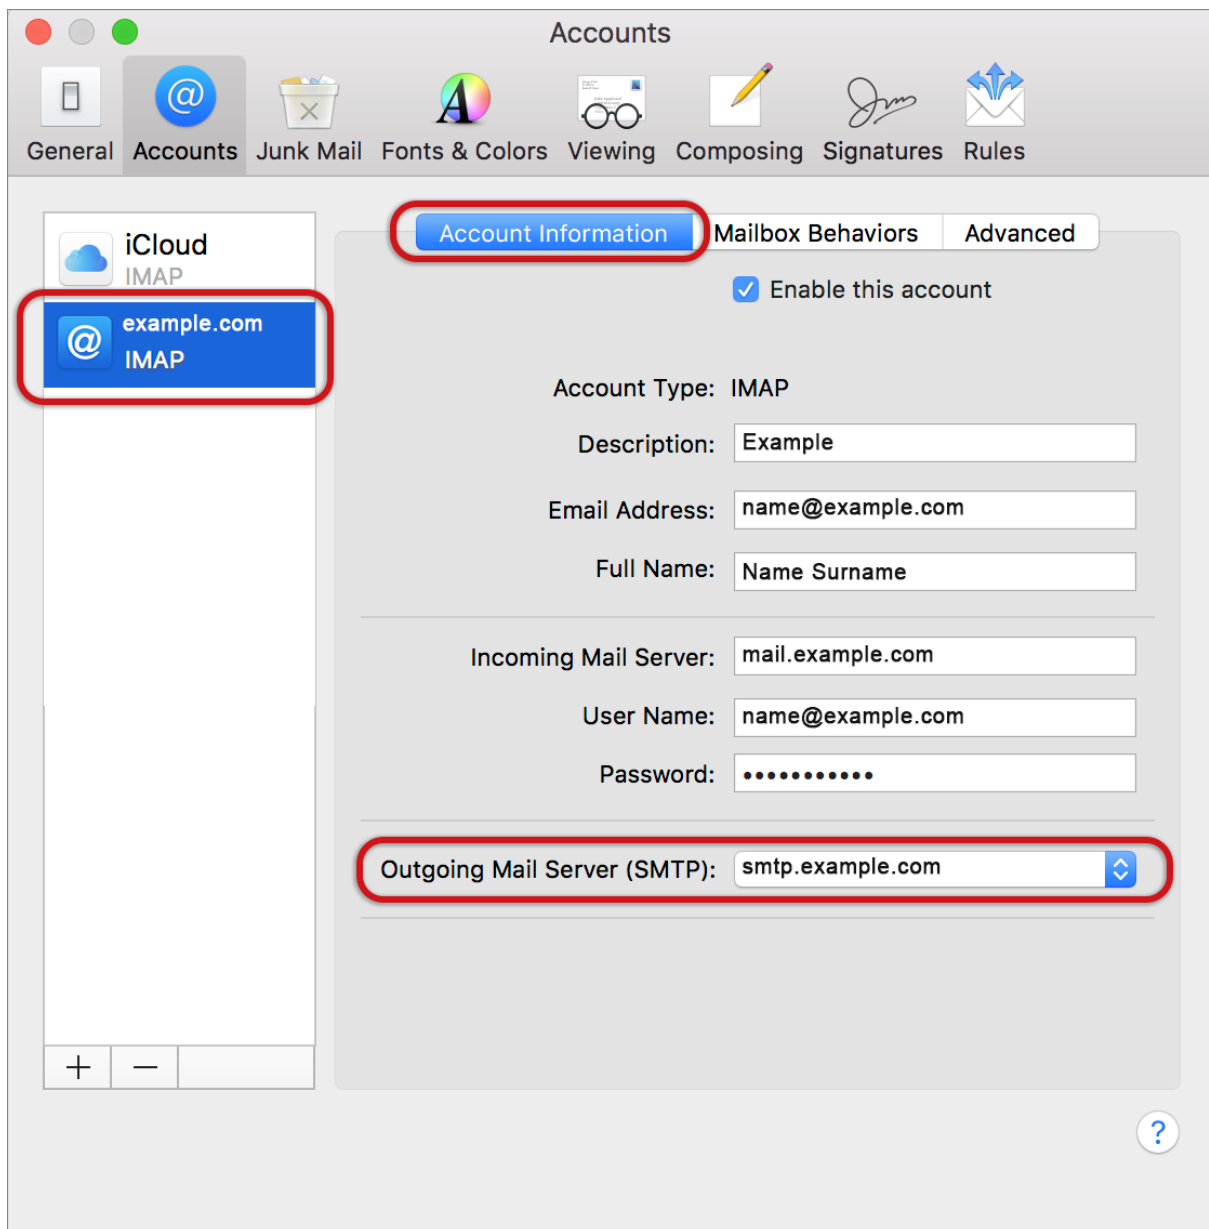 Accounts
General Accounts Junk Mail Fonts & Colors Viewing Composing Signatures Rules
iCloud
IMAP
example.com
IMAP
Account Information Mailbox Behaviors Advanced
Enable this account
Account Type: IMAP
Description: Example
Email Address: name@example.com
Full Name: Name Surname
Incoming Mail Server: mail.example.com
User Name: name@example.com
Password: •••••••••••
Outgoing Mail Server (SMTP): smtp.example.com
+ −
?